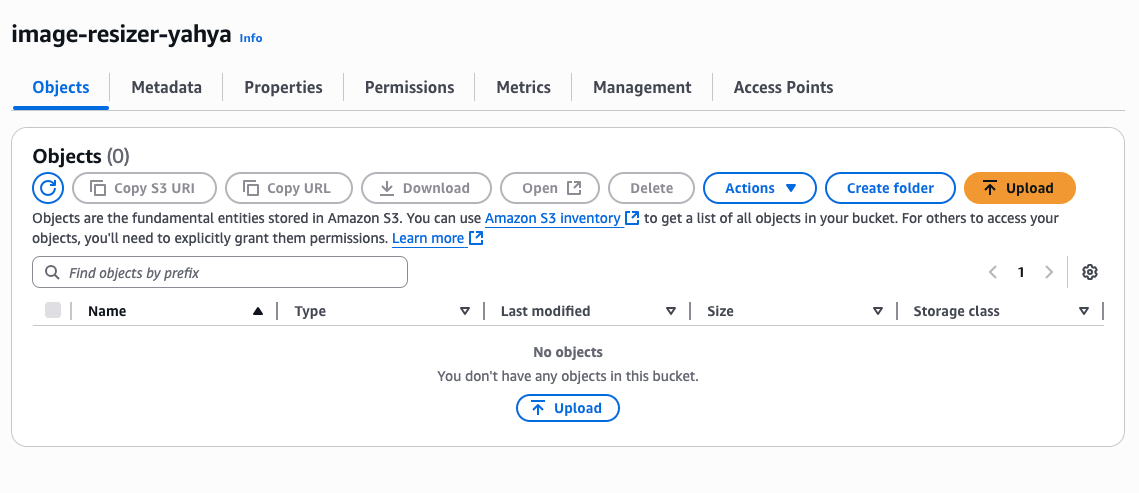 image-resizer-yahya Info
Objects Metadata Properties Permissions Metrics Management Access Points
Objects (0)
Copy S3 URI Copy URL Download Open Delete Actions Create folder Upload
Objects are the fundamental entities stored in Amazon S3. You can use Amazon S3 inventory to get a list of all objects in your bucket. For others to access your
objects, you'll need to explicitly grant them permissions. Learn more
Find objects by prefix 1
Name Type Last modified Size Storage class
No objects
You don't have any objects in this bucket.
Upload